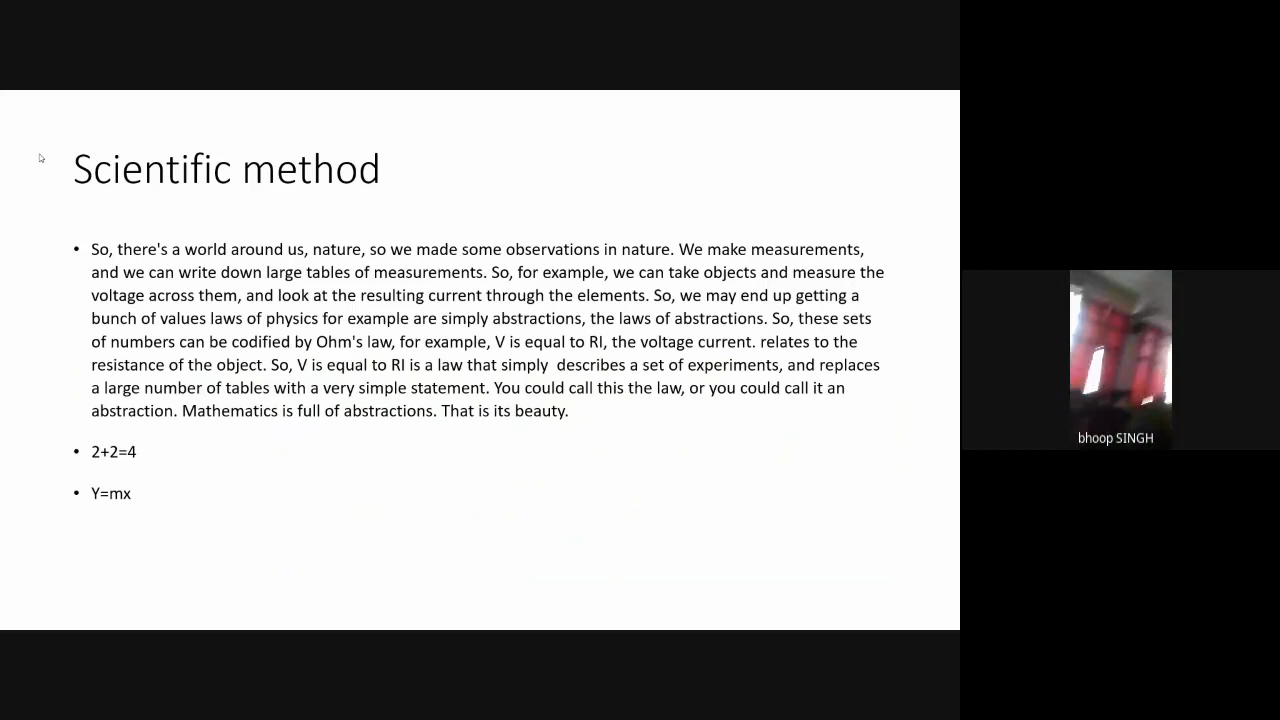 Scientific method
• So, there's a world around us, nature, so we made some observations in nature. We make measurements,
and we can write down large tables of measurements. So, for example, we can take objects and measure the
voltage across them, and look at the resulting current through the elements. So, we may end up getting a
bunch of values laws of physics for example are simply abstractions, the laws of abstractions. So, these sets
of numbers can be codified by Ohm's law, for example, V is equal to RI, the voltage current. relates to the
resistance of the object. So, V is equal to RI is a law that simply  describes a set of experiments, and replaces
a large number of tables with a very simple statement. You could call this the law, or you could call it an
abstraction. Mathematics is full of abstractions. That is its beauty.
• 2+2=4
• Y=mx
bhoop SINGH